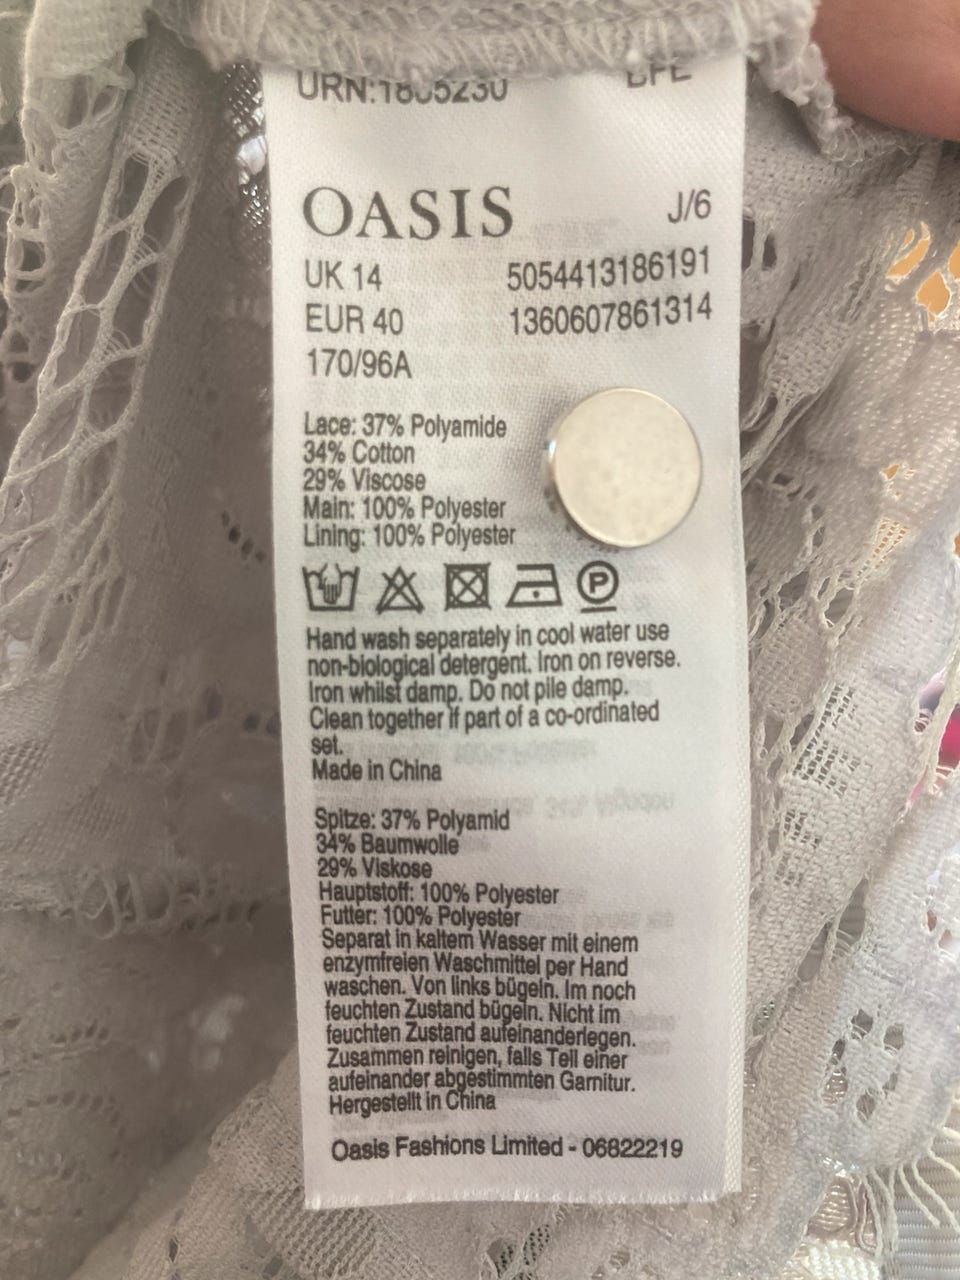 URN:1805230
OASIS J/6
UK 14 5054413186191
EUR 40 1360607861314
170/96A
Lace: 37% Polyamide
34% Cotton
29% Viscose
Main: 100% Polyester
Lining: 100% Polyester
P
Hand wash separately in cool water use
non-biological detergent. Iron on reverse.
Iron whilst damp. Do not pile damp.
Clean together if part of a co-ordinated
set.
Made in China
Spitze: 37% Polyamid
34% Baumwolle
29% Viskose
Hauptstoff: 100% Polyester
Futter: 100% Polyester
Separat in kaltem Wasser mit einem
enzymfreien Waschmittel per Hand
waschen. Von links bügeln. Im noch
feuchten Zustand bügeln. Nicht im
feuchten Zustand aufeinanderlegen.
Zusammen reinigen, falls Teil einer
aufeinander abgestimmten Garnitur.
Hergestellt in China
Oasis Fashions Limited - 06822219